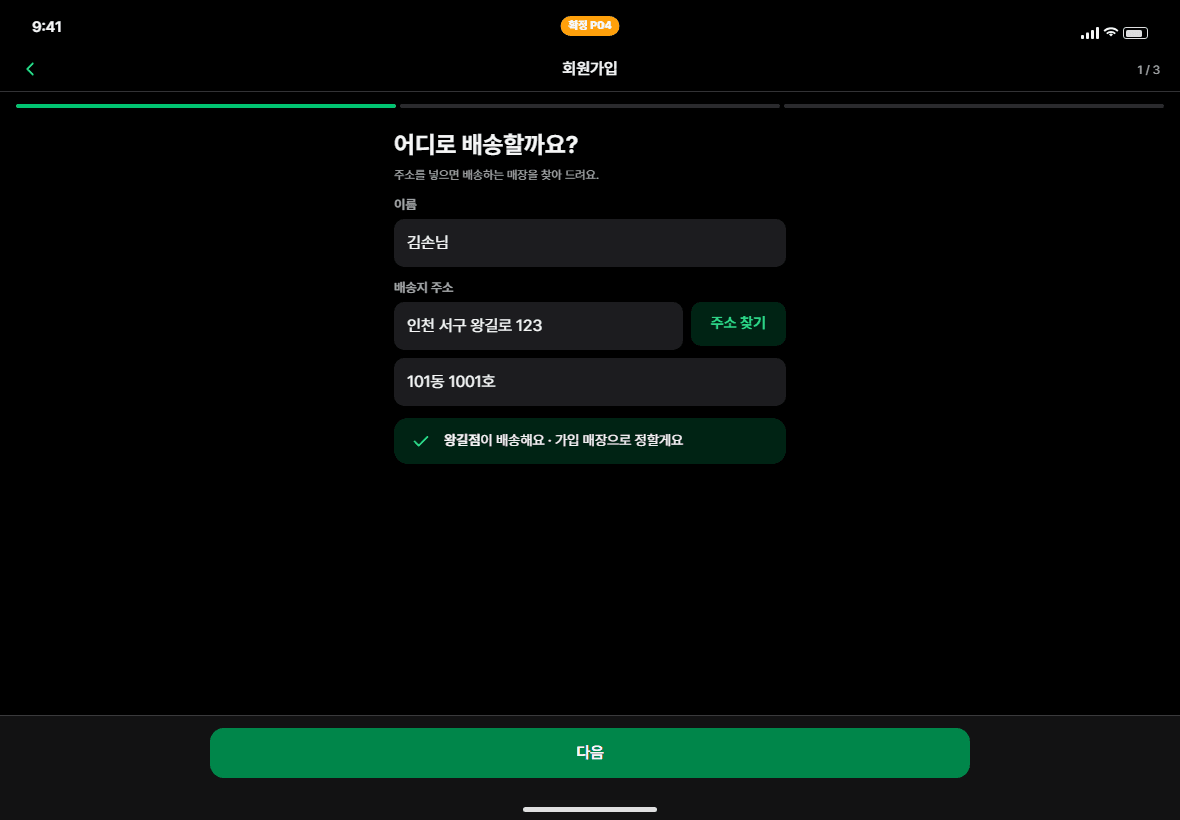 9:41
확정 P04
회원가입
1 / 3
어디로 배송할까요?
주소를 넣으면 배송하는 매장을 찾아 드려요.
이름
김손님
배송지 주소
인천 서구 왕길로 123
주소 찾기
101동 1001호
왕길점이 배송해요 · 가입 매장으로 정할게요
다음